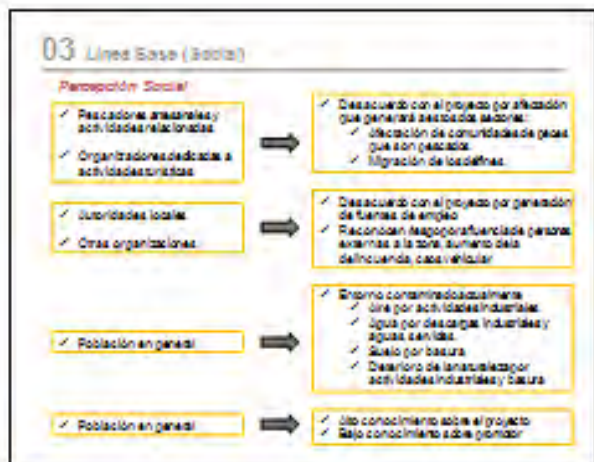 03 Línea Base (Social)
Percepción Social
✓ Pescadores artesanales y
actividades relacionadas
✓ Organizaciones dedicadas a
actividades turísticas
✓ Desacuerdo con el proyecto por afectación
que generará a estos dos sectores:
✓ Afectación de comunidades de peces
que son pescados
✓ Migración de los delfines.
✓ Autoridades locales
✓ Otras organizaciones
✓ Desacuerdo con el proyecto por generación
de fuentes de empleo
✓ Reconocen riesgo por afluencia de personas
externas a la zona, aumento de la
delincuencia, caos vehicular
✓ Población en general
✓ Entorno contaminado actualmente
✓ Aire por actividades industriales.
✓ Agua por descargas industriales y
aguas servidas.
✓ Suelo por basura
✓ Deterioro de la naturaleza por
actividades industriales y basura
✓ Población en general
✓ Alto conocimiento sobre el proyecto
✓ Bajo conocimiento sobre promotor